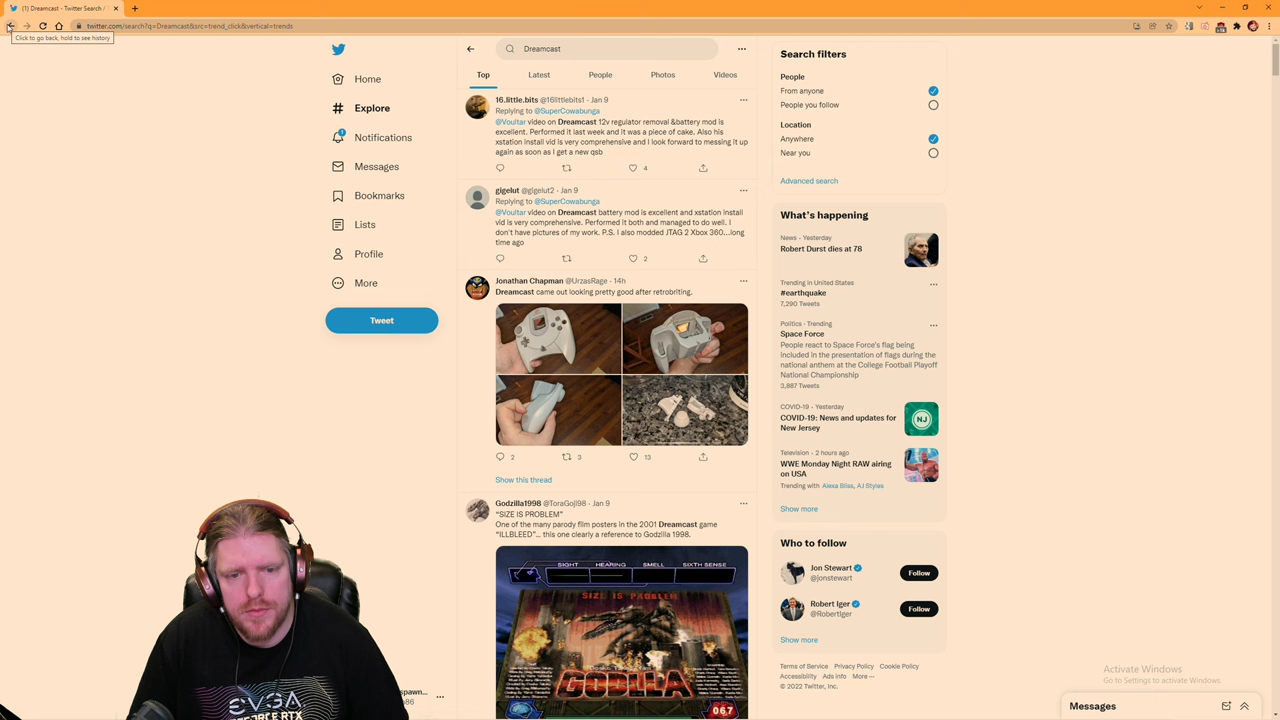 (1) Dreamcast - Twitter Search /
twitter.com/search?q=Dreamcast&src=trend_click&vertical=trends
Click to go back, hold to see history
Home
Explore
1
Notifications
Messages
Bookmarks
Lists
Profile
More
Tweet
Dreamcast
Top
Latest
People
Photos
Videos
16.little.bits @16littlebits1 · Jan 9
Replying to @SuperCowabunga
@Voultar video on Dreamcast 12v regulator removal &battery mod is
excellent. Performed it last week and it was a piece of cake. Also his
xstation install vid is very comprehensive and I look forward to messing it up
again as soon as I get a new qsb
4
gigelut @gigelut2 · Jan 9
Replying to @SuperCowabunga
@Voultar video on Dreamcast battery mod is excellent and xstation install
vid is very comprehensive. Performed it both and managed to do well. I
don't have pictures of my work. P.S. I also modded JTAG 2 Xbox 360...long
time ago
2
Jonathan Chapman @UrzasRage · 14h
Dreamcast came out looking pretty good after retrobriting.
2
3
13
Show this thread
Godzilla1998 @ToraGoji98 · Jan 9
"SIZE IS PROBLEM"
One of the many parody film posters in the 2001 Dreamcast game
"ILLBLEED"... this one clearly a reference to Godzilla 1998.
SIGHT
HEARING
SMELL
SIXTH SENSE
SIZE IS PROBLEM
067
Search filters
People
From anyone
People you follow
Location
Anywhere
Near you
Advanced search
What's happening
News · Yesterday
Robert Durst dies at 78
Trending in United States
#earthquake
7,290 Tweets
Politics · Trending
Space Force
People react to Space Force's flag being
included in the presentation of flags during the
national anthem at the College Football Playoff
National Championship
3,887 Tweets
COVID-19 · Yesterday
COVID-19: News and updates for
New Jersey
NJ
Television · 2 hours ago
WWE Monday Night RAW airing
on USA
Trending with Alexa Bliss, AJ Styles
Show more
Who to follow
Jon Stewart
@jonstewart
Follow
Robert Iger
@RobertIger
Follow
Show more
Terms of Service Privacy Policy Cookie Policy
Accessibility Ads info More ···
© 2022 Twitter, Inc.
Activate Windows
Go to Settings to activate Windows.
Messages
spawn...
EVGA